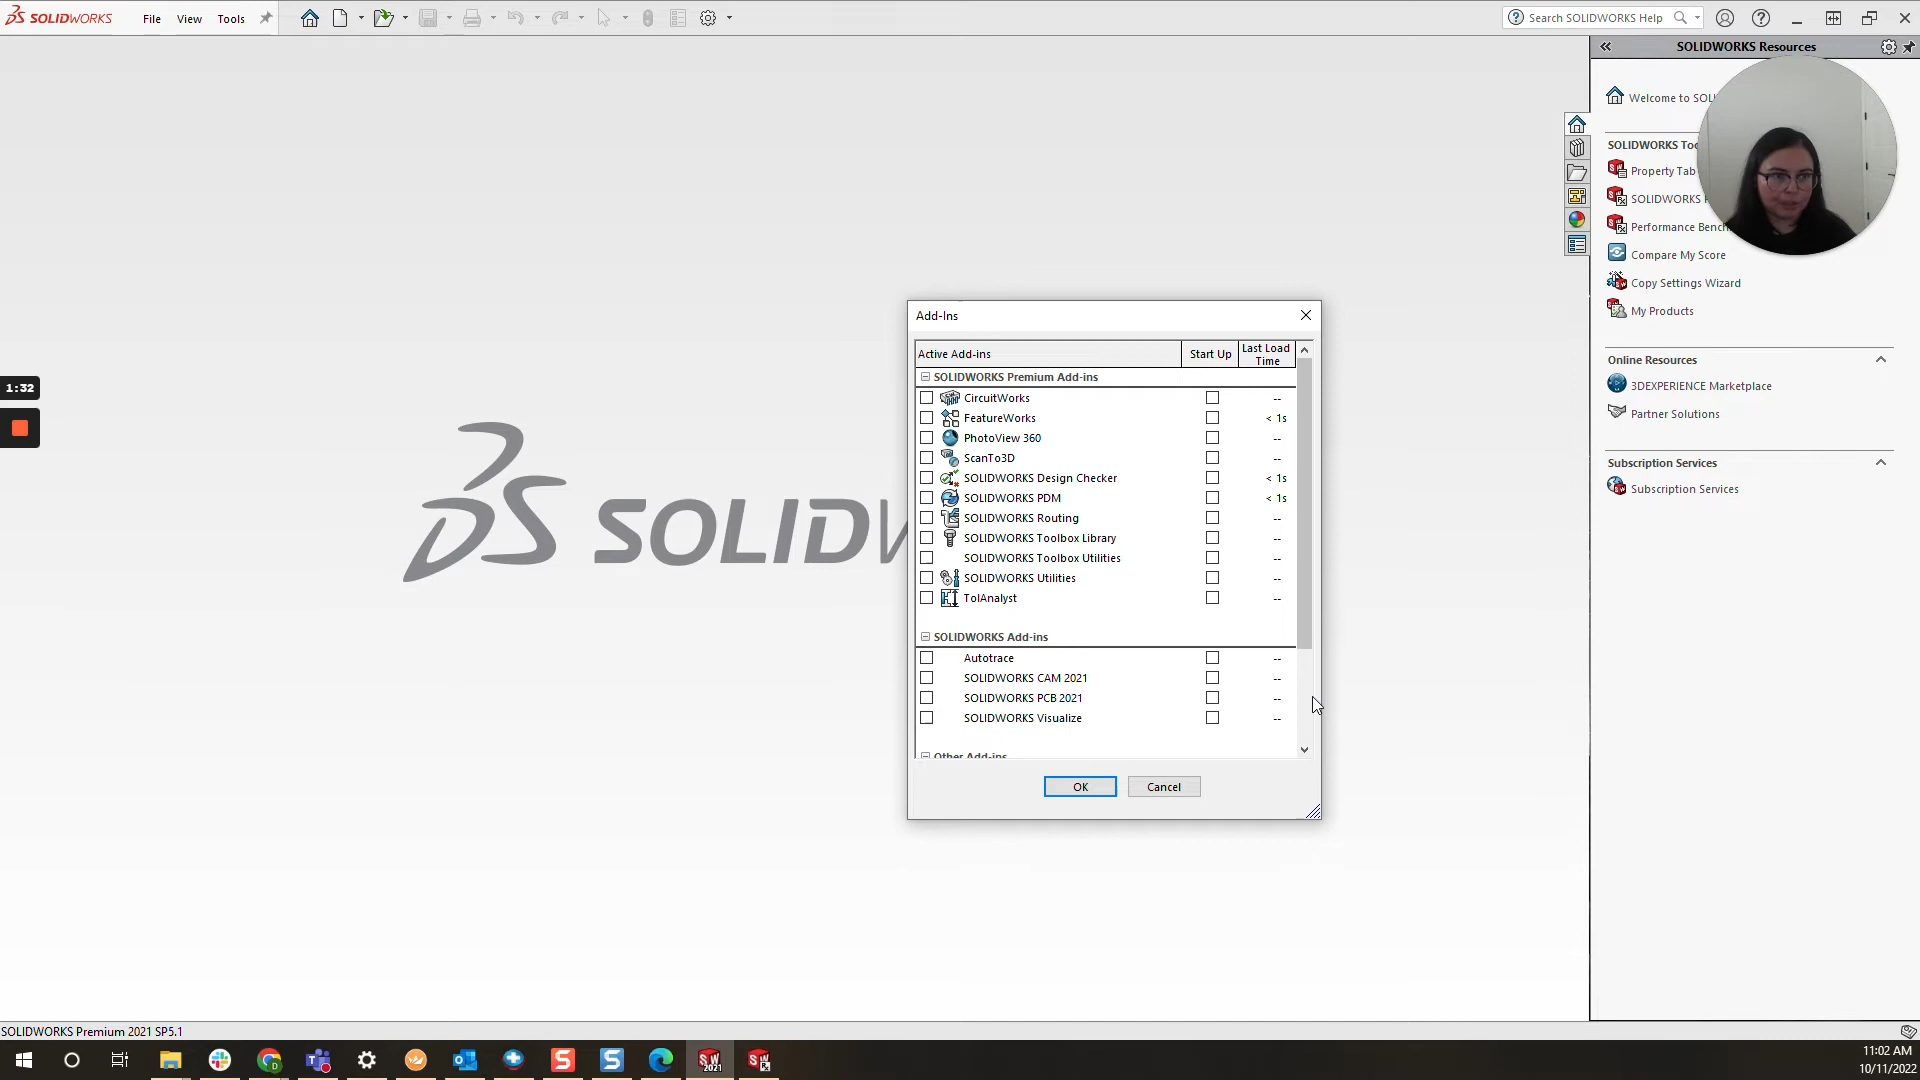 SOLIDWORKS
File View Tools
Search SOLIDWORKS Help
SOLIDWORKS Resources
Welcome to SOL
SOLIDWORKS Too
Property Tab
SOLIDWORKS
Performance Bench
Compare My Score
Copy Settings Wizard
My Products
Online Resources
3DEXPERIENCE Marketplace
Partner Solutions
Subscription Services
Subscription Services
1:32
SOLIDW
Add-Ins
Active Add-ins Start Up Last Load Time
SOLIDWORKS Premium Add-ins
CircuitWorks --
FeatureWorks < 1s
PhotoView 360 --
ScanTo3D --
SOLIDWORKS Design Checker < 1s
SOLIDWORKS PDM < 1s
SOLIDWORKS Routing --
SOLIDWORKS Toolbox Library --
SOLIDWORKS Toolbox Utilities --
SOLIDWORKS Utilities --
TolAnalyst --
SOLIDWORKS Add-ins
Autotrace --
SOLIDWORKS CAM 2021 --
SOLIDWORKS PCB 2021 --
SOLIDWORKS Visualize --
Other Add-ins
OK Cancel
SOLIDWORKS Premium 2021 SP5.1
11:02 AM
10/11/2022